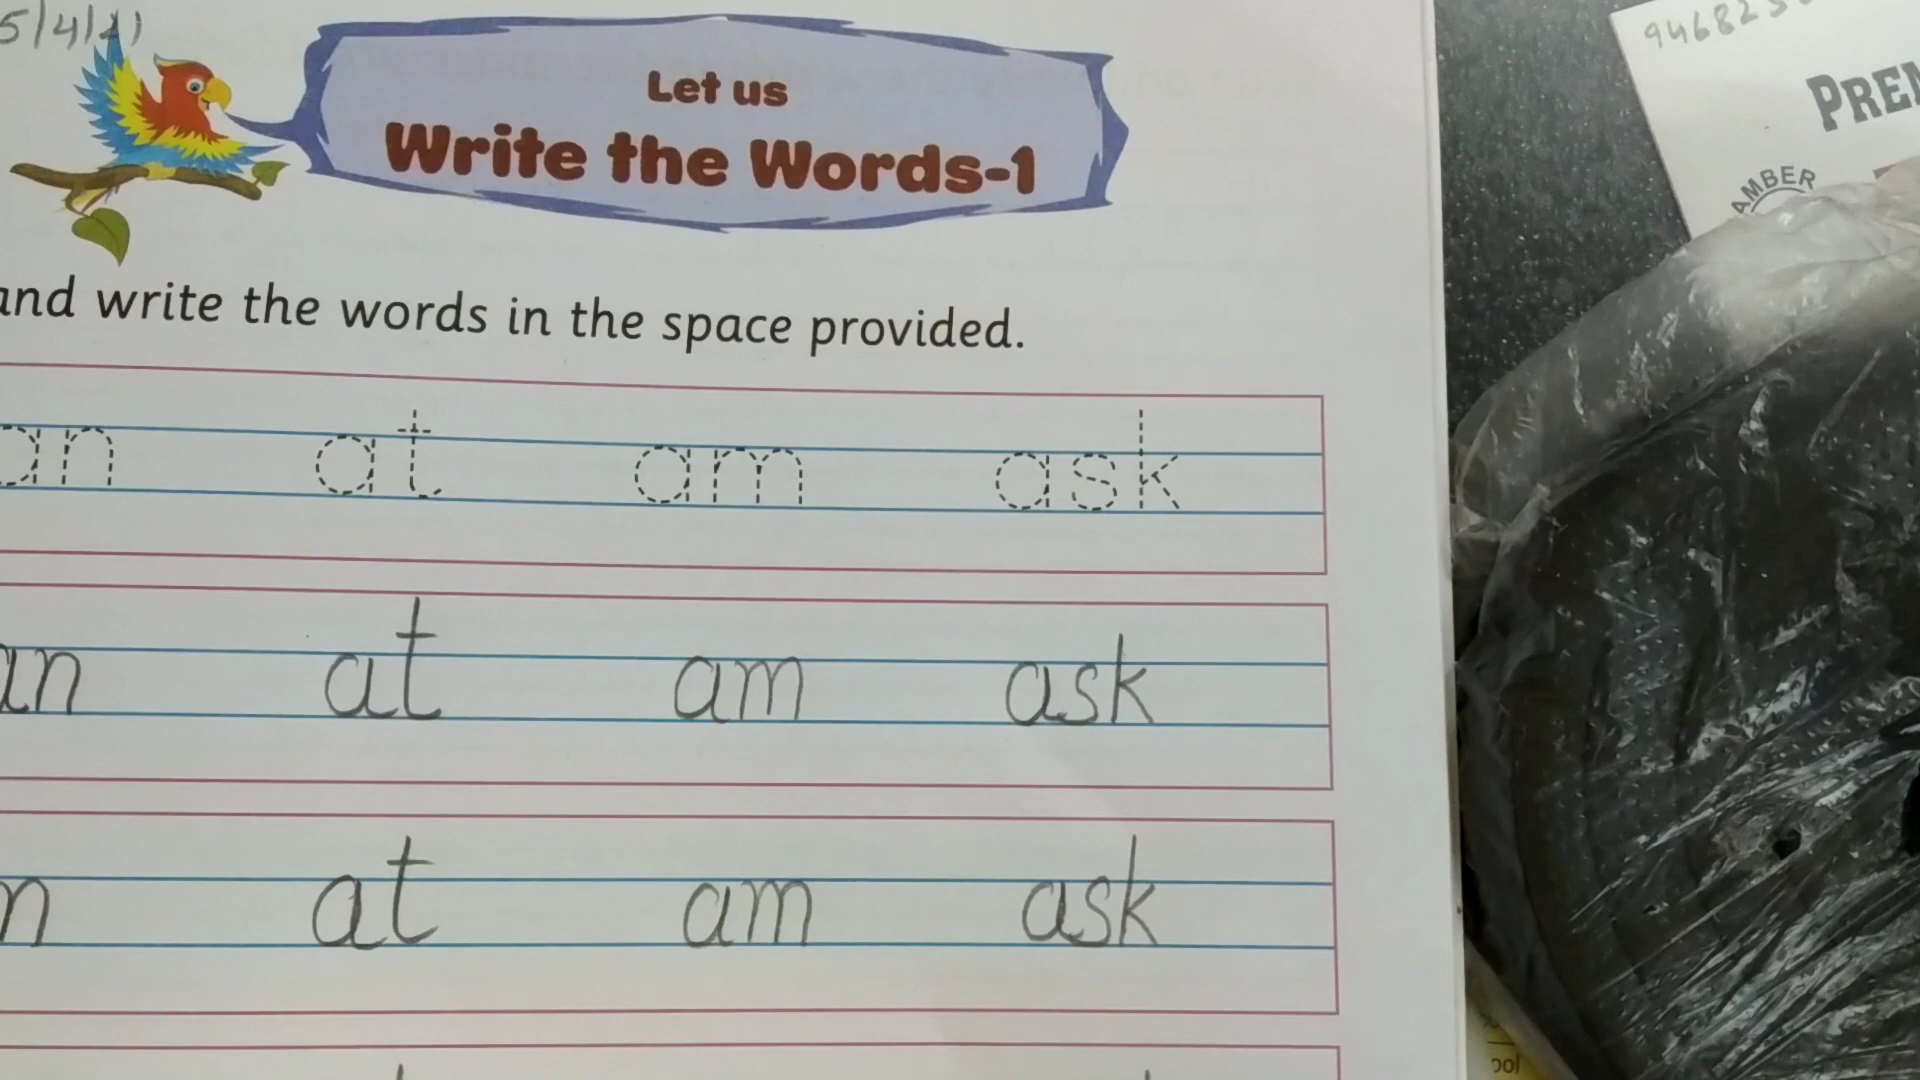 5/4/21
Let us
Write the Words-1
and write the words in the space provided.
an at am ask
an at am ask
at am ask
AMBER